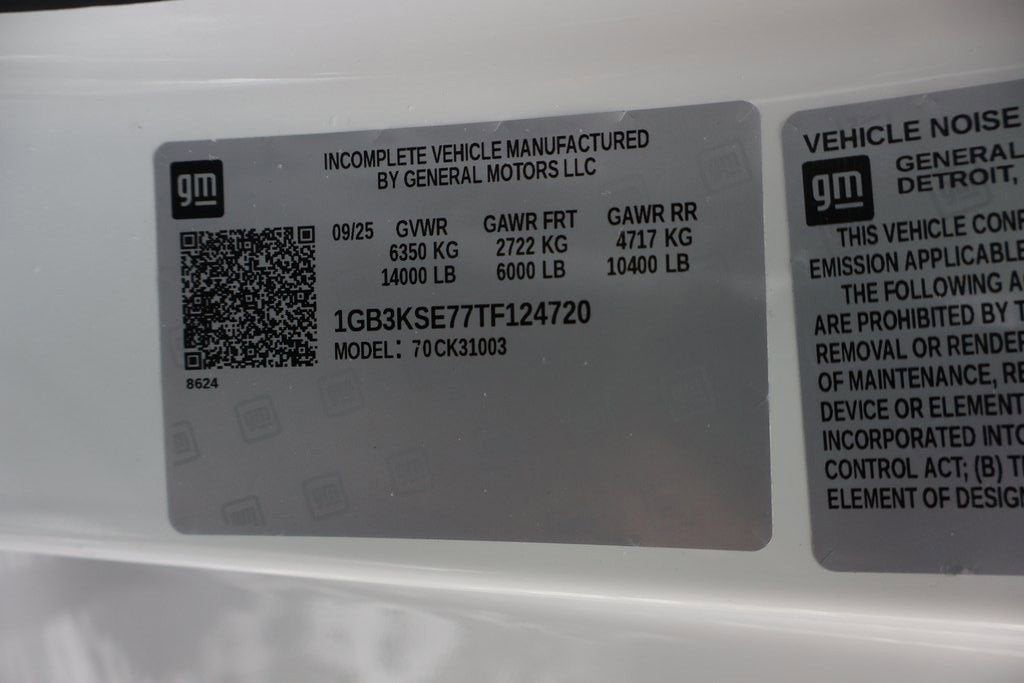 gm
INCOMPLETE VEHICLE MANUFACTURED
BY GENERAL MOTORS LLC
09/25 GVWR GAWR FRT GAWR RR
6350 KG 2722 KG 4717 KG
14000 LB 6000 LB 10400 LB
1GB3KSE77TF124720
MODEL: 70CK31003
8624
VEHICLE NOISE
gm
GENERAL
DETROIT,
THIS VEHICLE CONF
EMISSION APPLICABLE
THE FOLLOWING A
ARE PROHIBITED BY T
REMOVAL OR RENDER
OF MAINTENANCE, RE
DEVICE OR ELEMENT
INCORPORATED INTO
CONTROL ACT; (B) T
ELEMENT OF DESIGN